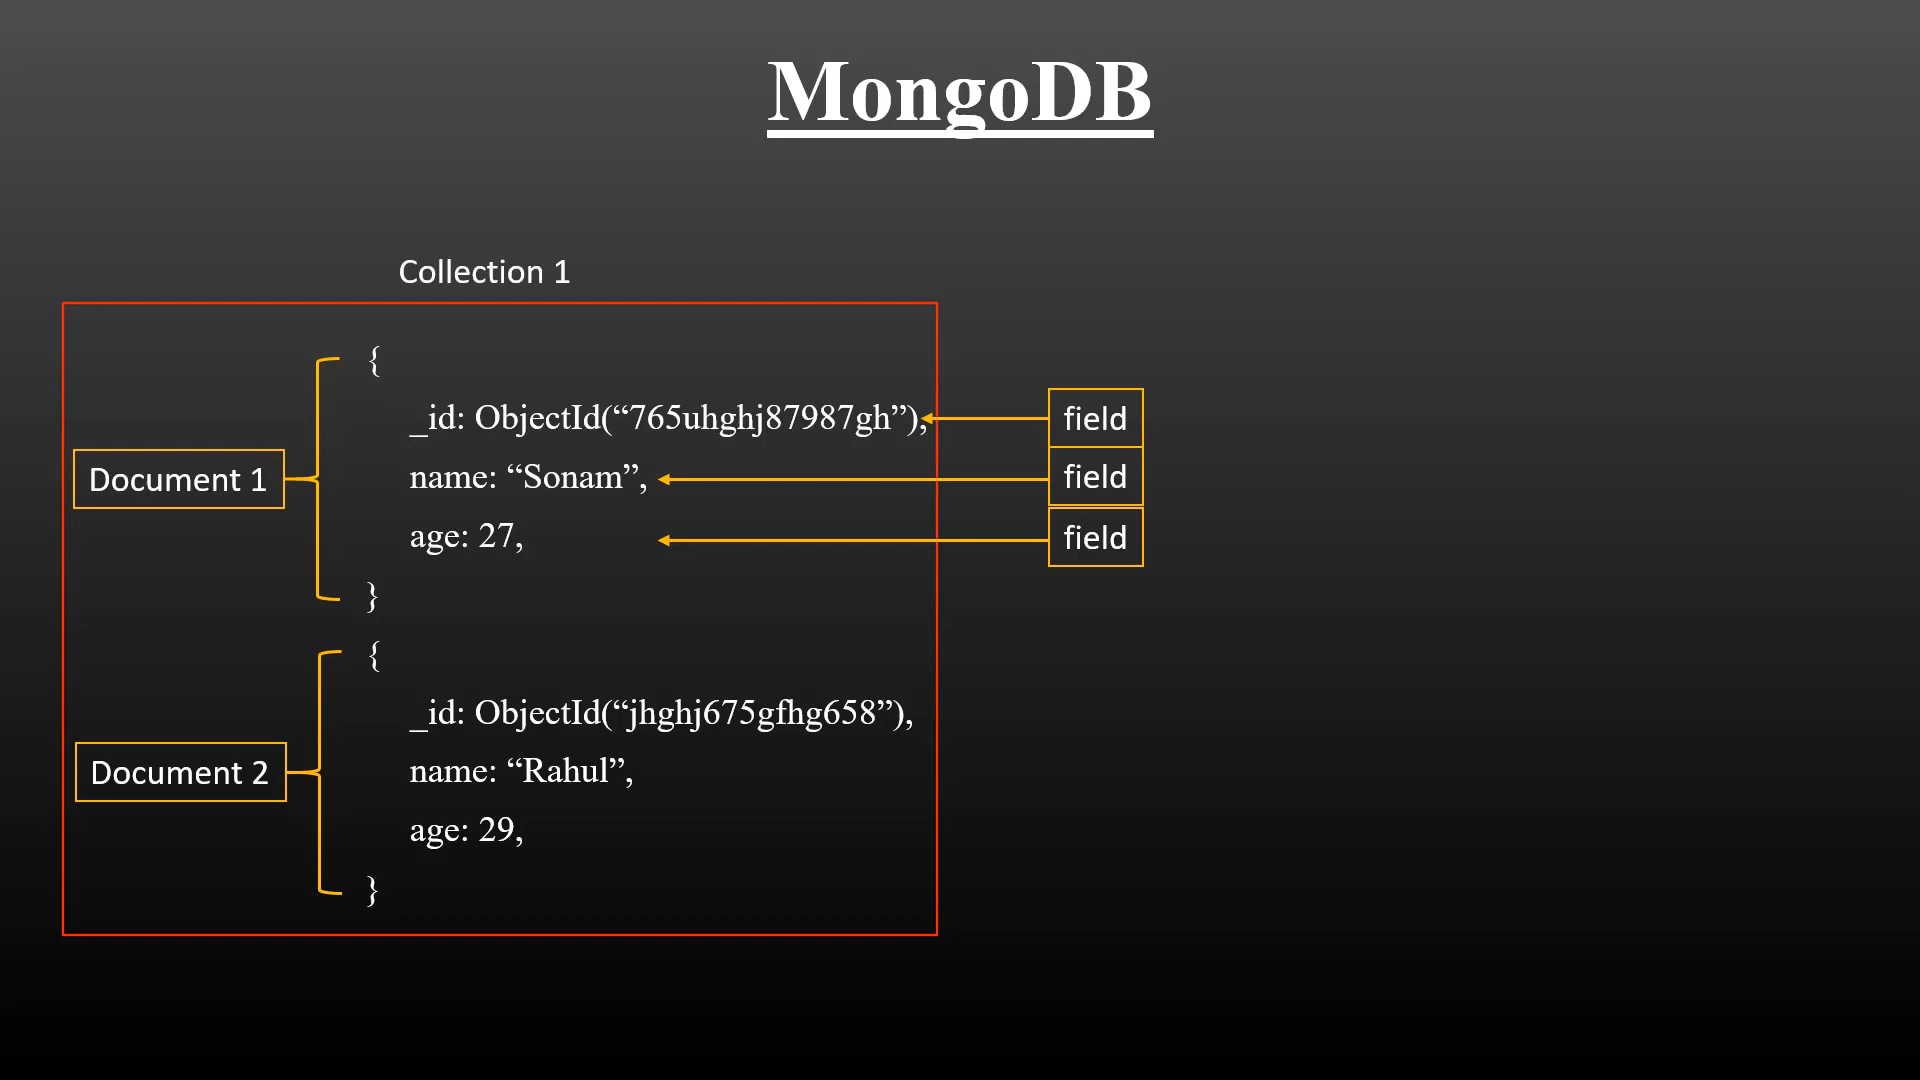 MongoDB
Collection 1
{
_id: ObjectId(“765uhghj87987gh”),
field
Document 1
name: “Sonam”,
field
age: 27,
field
}
{
_id: ObjectId(“jhghj675gfhg658”),
Document 2
name: “Rahul”,
age: 29,
}